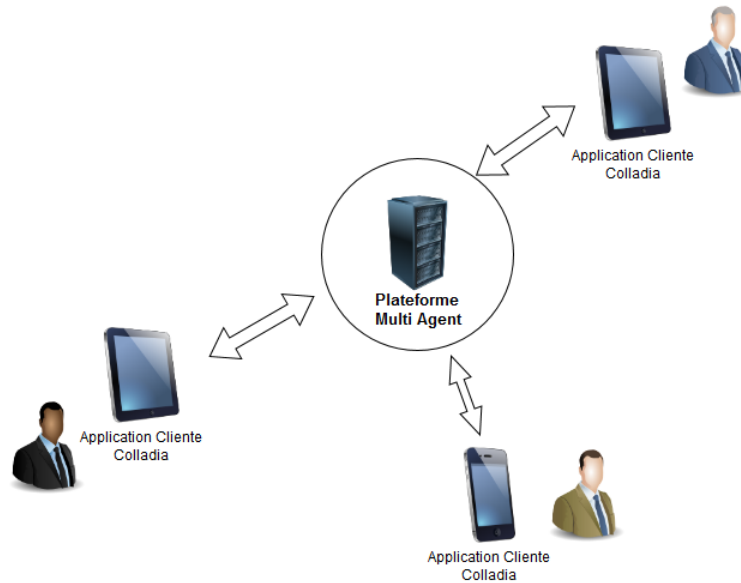 Application Cliente
Colladia
Plateforme
Multi Agent
Application Cliente
Colladia
Application Cliente
Colladia